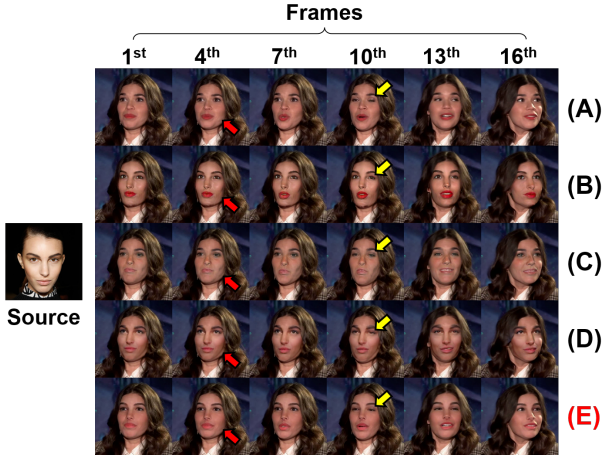 Frames
1st 4th 7th 10th 13th 16th
(A)
(B)
(C)
Source
(D)
(E)